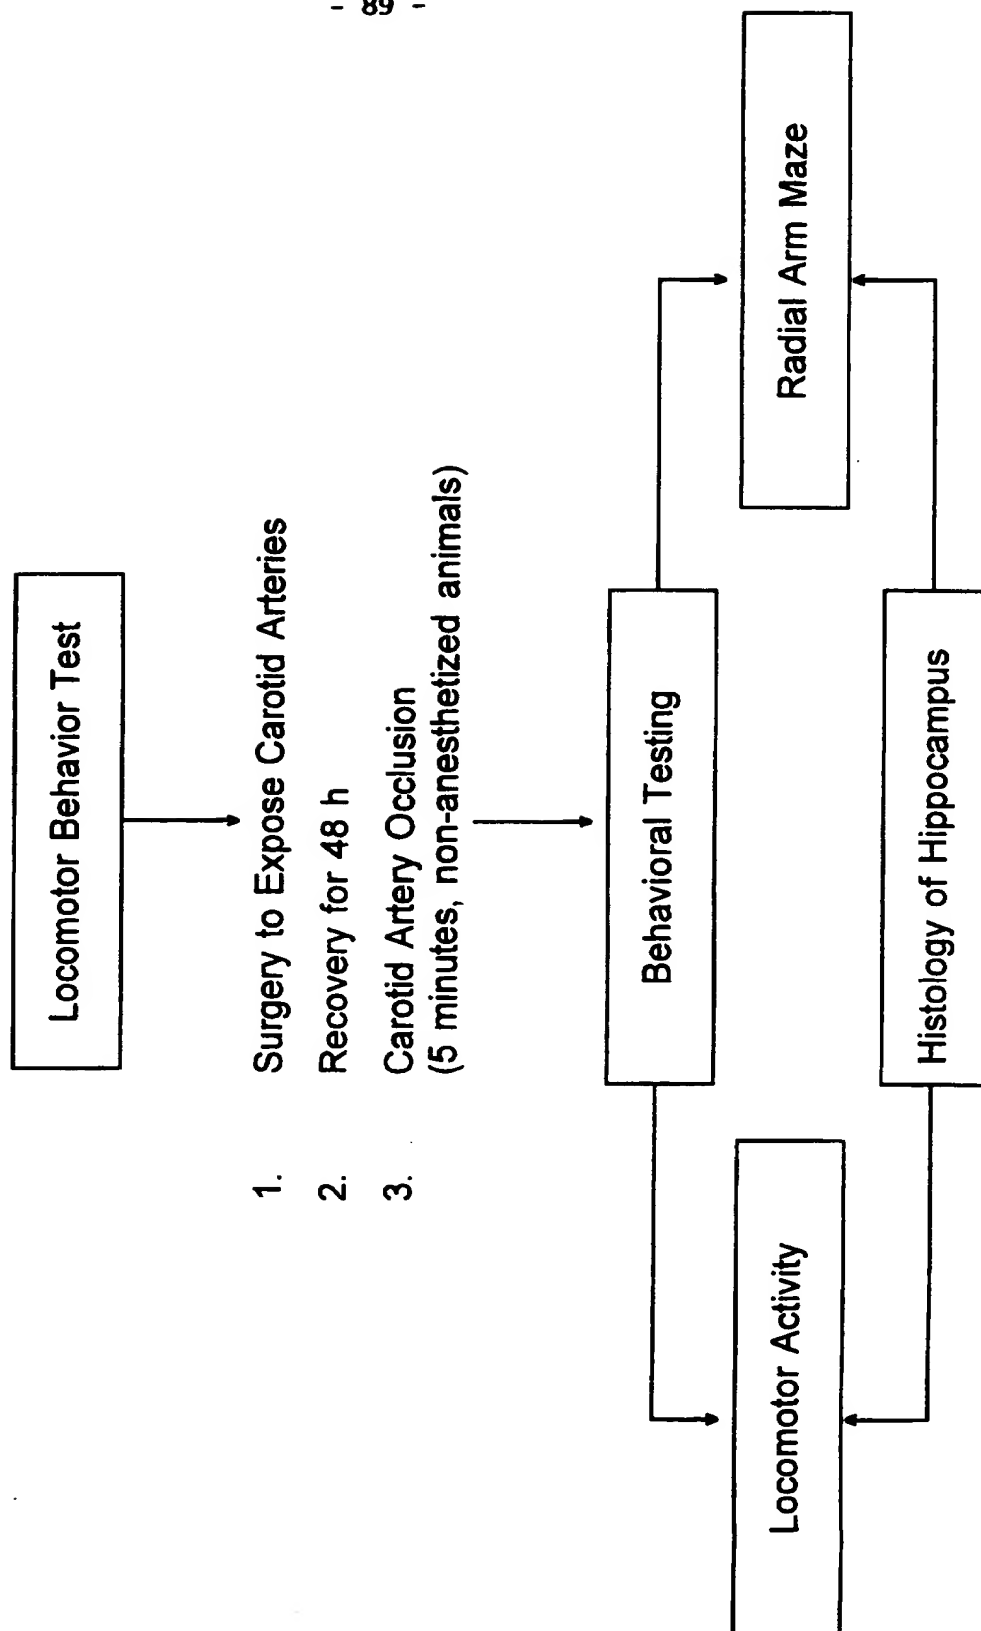 - 89 -
Locomotor Behavior Test
1. Surgery to Expose Carotid Arteries
2. Recovery for 48 h
3. Carotid Artery Occlusion
(5 minutes, non-anesthetized animals)
Behavioral Testing
Locomotor Activity
Radial Arm Maze
Histology of Hippocampus